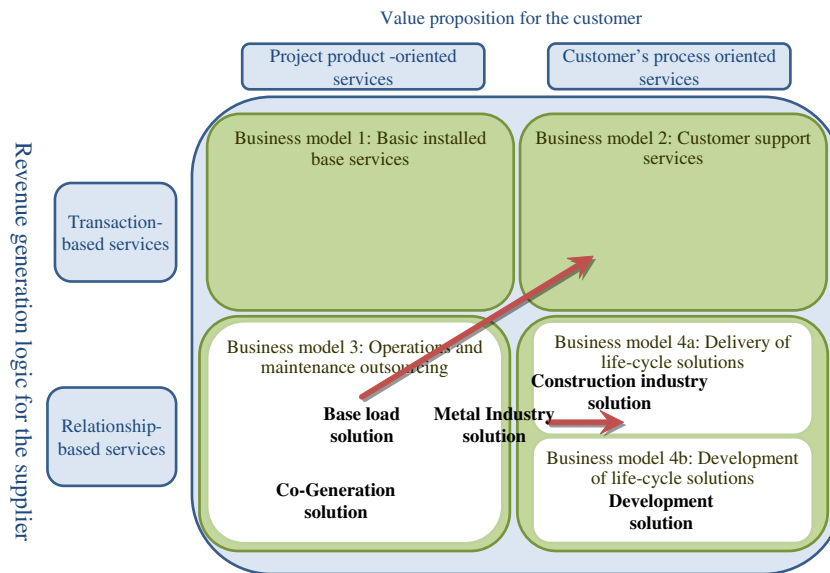 Value proposition for the customer
Project product -oriented
services
Customer's process oriented
services
Revenue generation logic for the supplier
Transaction-
based services
Relationship-
based services
Business model 1: Basic installed
base services
Business model 2: Customer support
services
Business model 3: Operations and
maintenance outsourcing
Base load
solution
Metal Industry
solution
Co-Generation
solution
Business model 4a: Delivery of
life-cycle solutions
Construction industry
solution
Business model 4b: Development
of life-cycle solutions
Development
solution